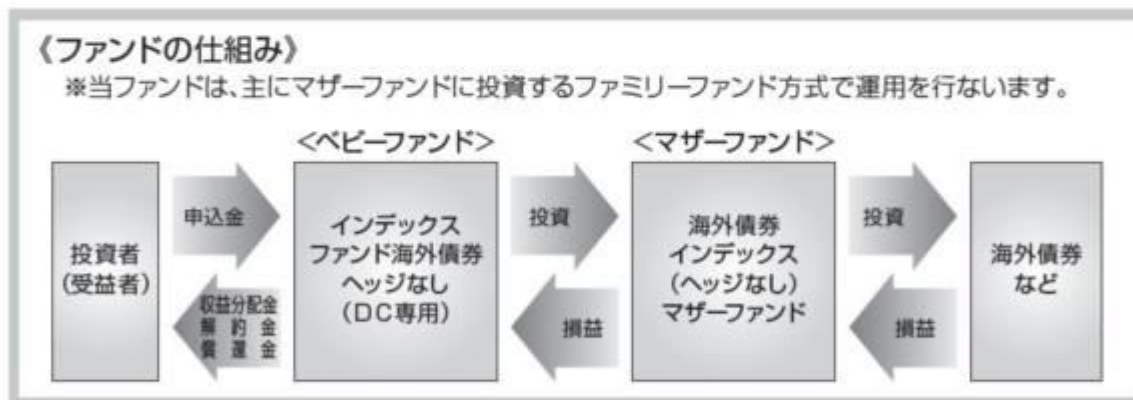 《ファンドの仕組み》
※当ファンドは、主にマザーファンドに投資するファミリーファンド方式で運用を行ないます。
<ベビーファンド>
<マザーファンド>
投資者
(受益者)
申込金
収益分配金
解約金
償還金
インデックス
ファンド海外債券
ヘッジなし
(DC専用)
投資
損益
海外債券
インデックス
(ヘッジなし)
マザーファンド
投資
損益
海外債券
など